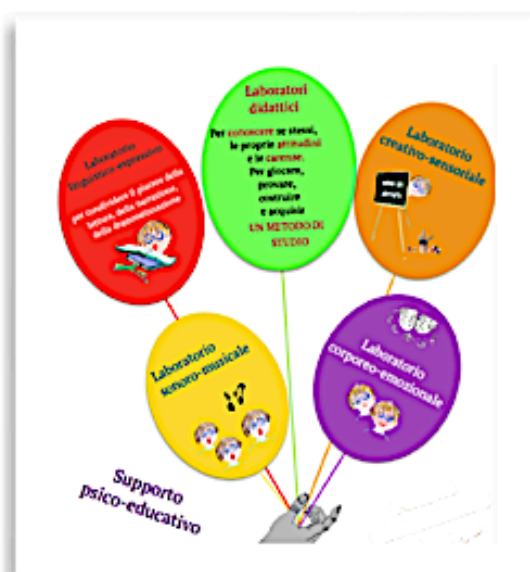 Laboratori
didattici
Per conoscere se stessi,
le proprie attitudini
e le carenze.
Per giocare,
provare,
costruire
e acquisire
UN METODO DI
STUDIO
Laboratorio
linguistico-espressivo
per condividere il piacere della
lettura, della narrazione,
della drammatizzazione
Laboratorio
creativo-sensoriale
Laboratorio
sonoro-musicale
Laboratorio
corporeo-emozionale
Supporto
psico-educativo